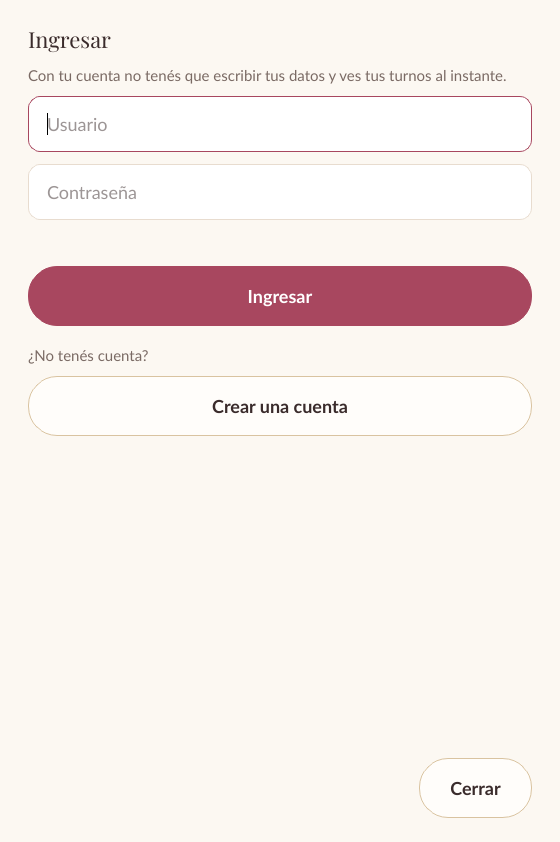 Ingresar
Con tu cuenta no tenés que escribir tus datos y ves tus turnos al instante.
Usuario
Contraseña
Ingresar
¿No tenés cuenta?
Crear una cuenta
Cerrar